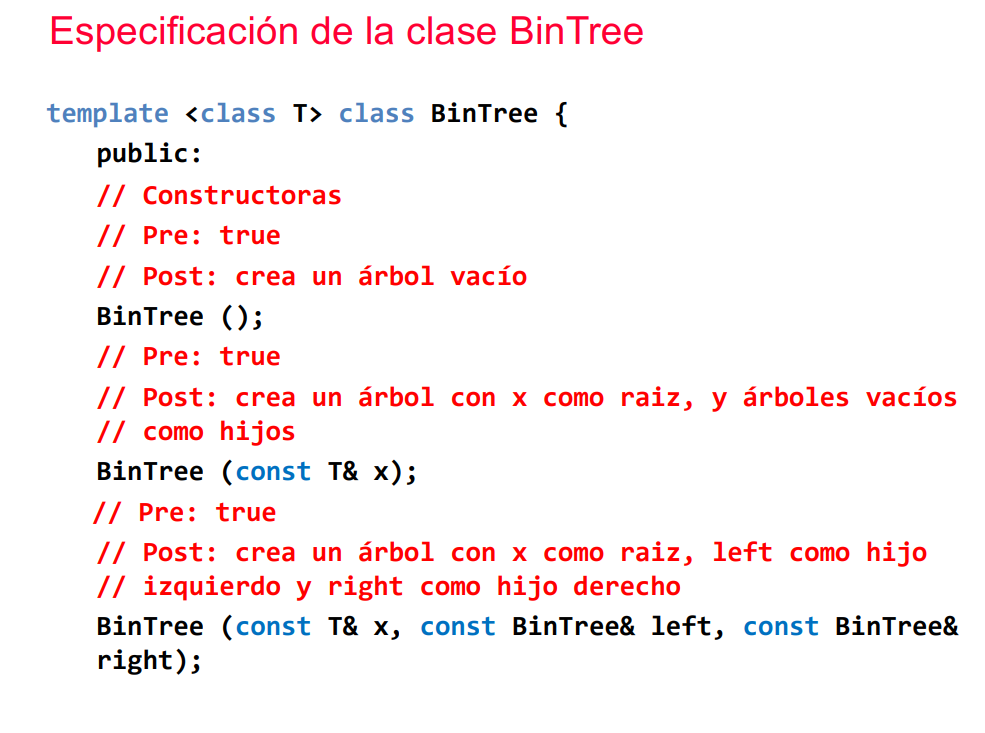 Especificación de la clase BinTree
template <class T> class BinTree {
public:
// Constructoras
// Pre: true
// Post: crea un árbol vacío
BinTree ();
// Pre: true
// Post: crea un árbol con x como raiz, y árboles vacíos
// como hijos
BinTree (const T& x);
// Pre: true
// Post: crea un árbol con x como raiz, left como hijo
// izquierdo y right como hijo derecho
BinTree (const T& x, const BinTree& left, const BinTree&
right);